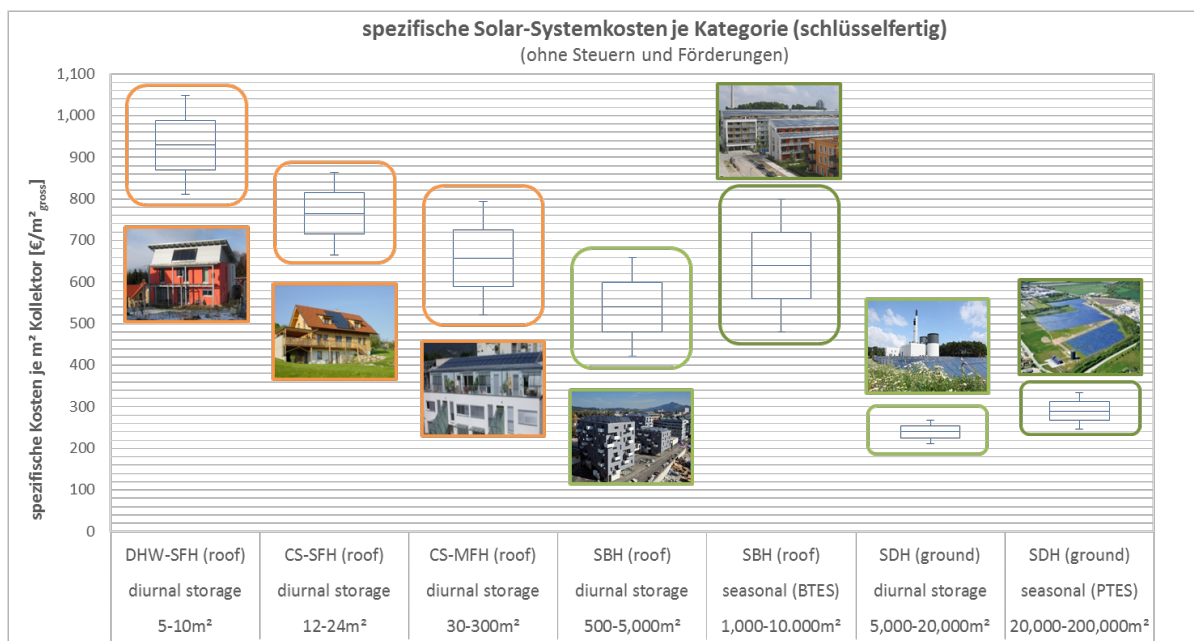 spezifische Solar-Systemkosten je Kategorie (schlüsselfertig)
(ohne Steuern und Förderungen)
spezifische Kosten je m² Kollektor [€/m²gross]
1,100
1,000
900
800
700
600
500
400
300
200
100
0
DHW-SFH (roof)
diurnal storage
5-10m²
CS-SFH (roof)
diurnal storage
12-24m²
CS-MFH (roof)
diurnal storage
30-300m²
SBH (roof)
diurnal storage
500-5,000m²
SBH (roof)
seasonal (BTES)
1,000-10.000m²
SDH (ground)
diurnal storage
5,000-20,000m²
SDH (ground)
seasonal (PTES)
20,000-200,000m²